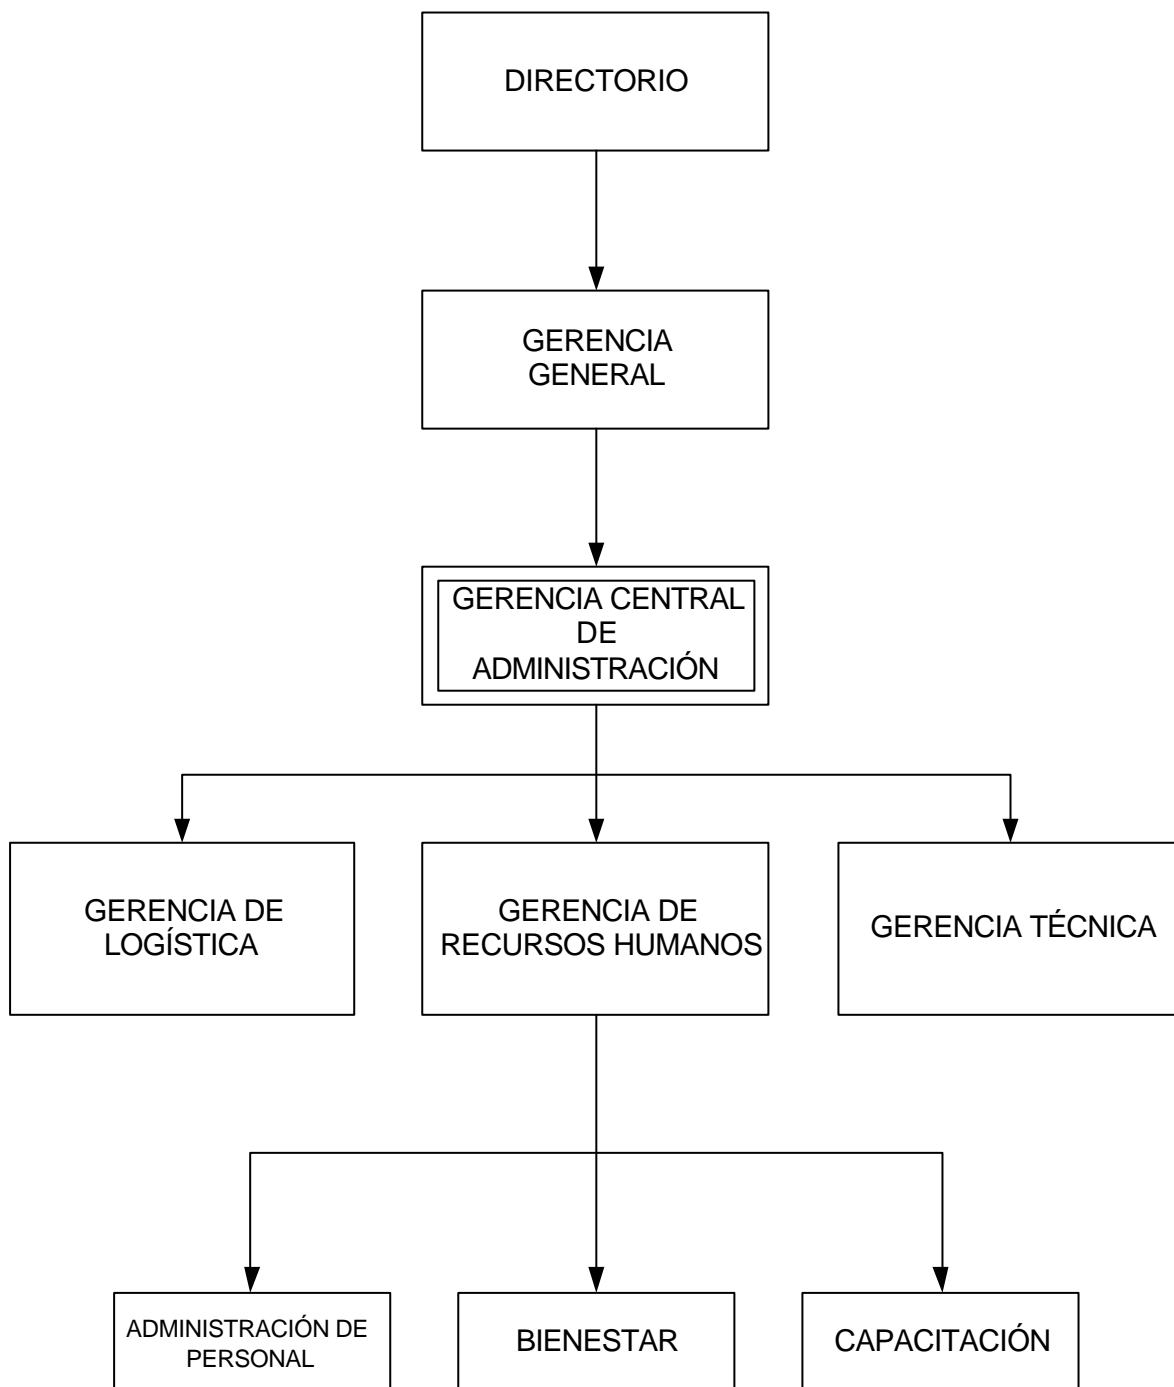 DIRECTORIO
GERENCIA
GENERAL
GERENCIA CENTRAL
DE
ADMINISTRACIÓN
GERENCIA DE
LOGÍSTICA
GERENCIA DE
RECURSOS HUMANOS
GERENCIA TÉCNICA
ADMINISTRACIÓN DE
PERSONAL
BIENESTAR
CAPACITACIÓN